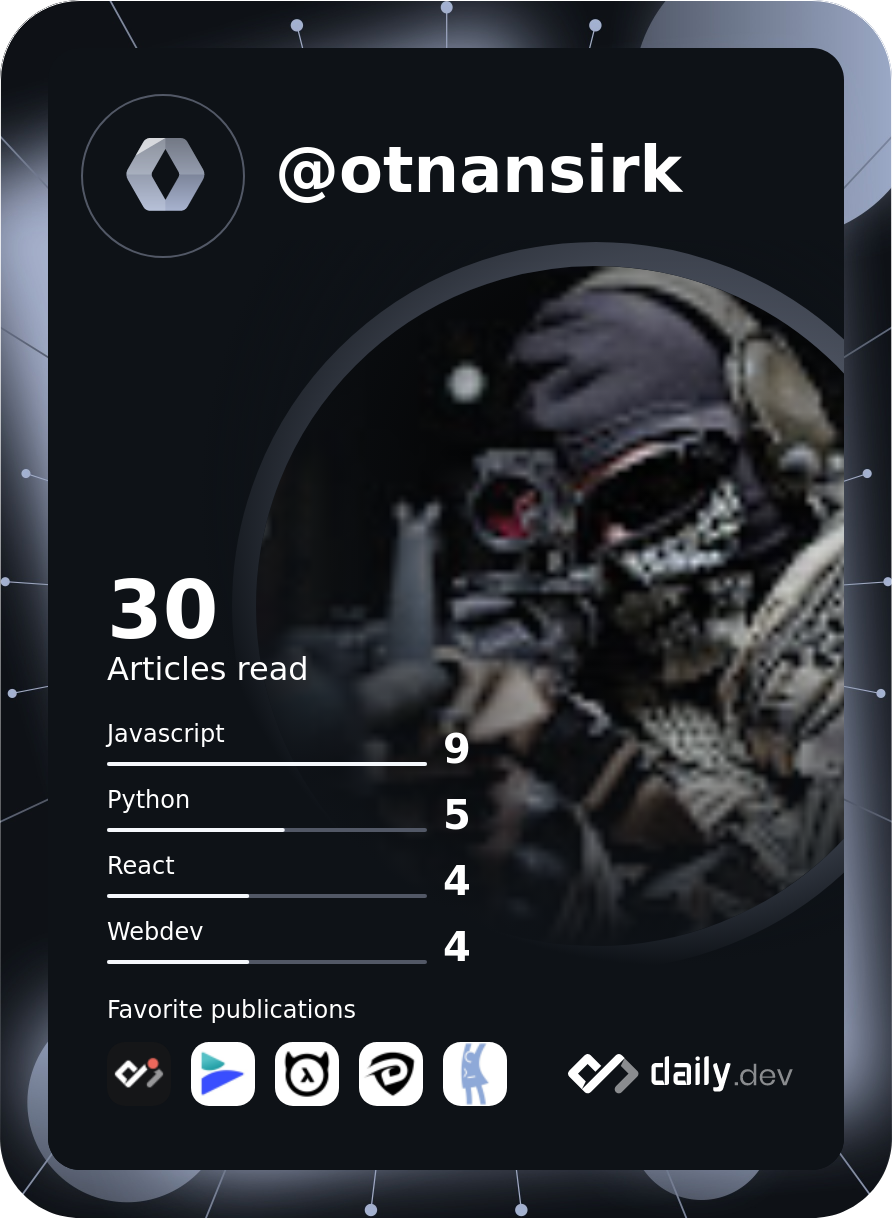 @otnansirk
30
Articles read
Javascript
9
Python
5
React
4
Webdev
4
Favorite publications
daily.dev